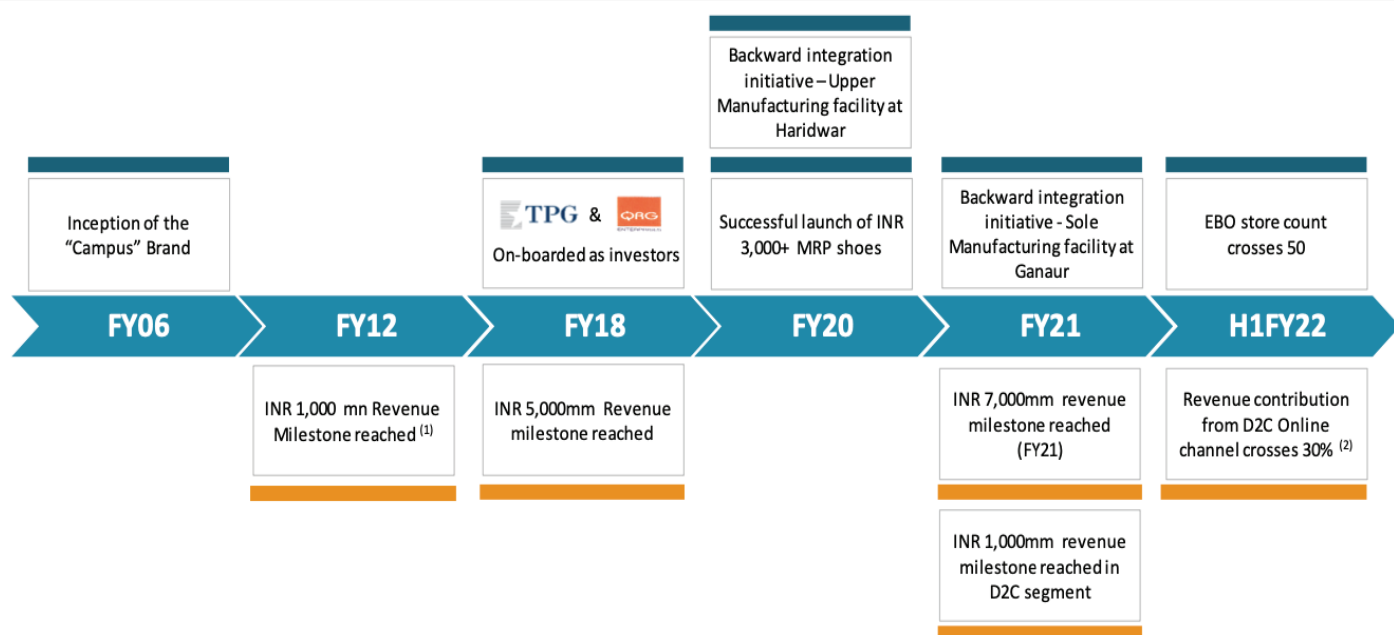 Backward integration
initiative – Upper
Manufacturing facility at
Haridwar
Inception of the
“Campus” Brand
TPG & QRG
On-boarded as investors
Successful launch of INR
3,000+ MRP shoes
Backward integration
initiative - Sole
Manufacturing facility at
Ganaur
EBO store count
crosses 50
FY06
FY12
FY18
FY20
FY21
H1FY22
INR 1,000 mn Revenue
Milestone reached (1)
INR 5,000mm Revenue
milestone reached
INR 7,000mm revenue
milestone reached
(FY21)
Revenue contribution
from D2C Online
channel crosses 30% (2)
INR 1,000mm revenue
milestone reached in
D2C segment